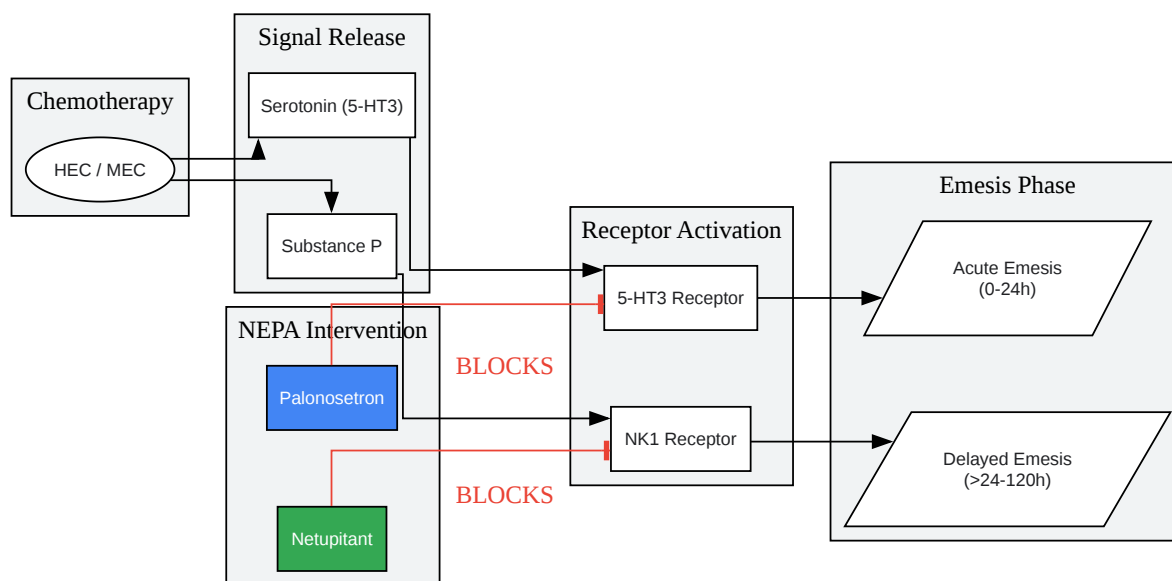 Chemotherapy
HEC / MEC
Signal Release
Serotonin (5-HT3)
Substance P
NEPA Intervention
Palonosetron
Netupitant
BLOCKS
BLOCKS
Receptor Activation
5-HT3 Receptor
NK1 Receptor
Emesis Phase
Acute Emesis
(0-24h)
Delayed Emesis
(>24-120h)